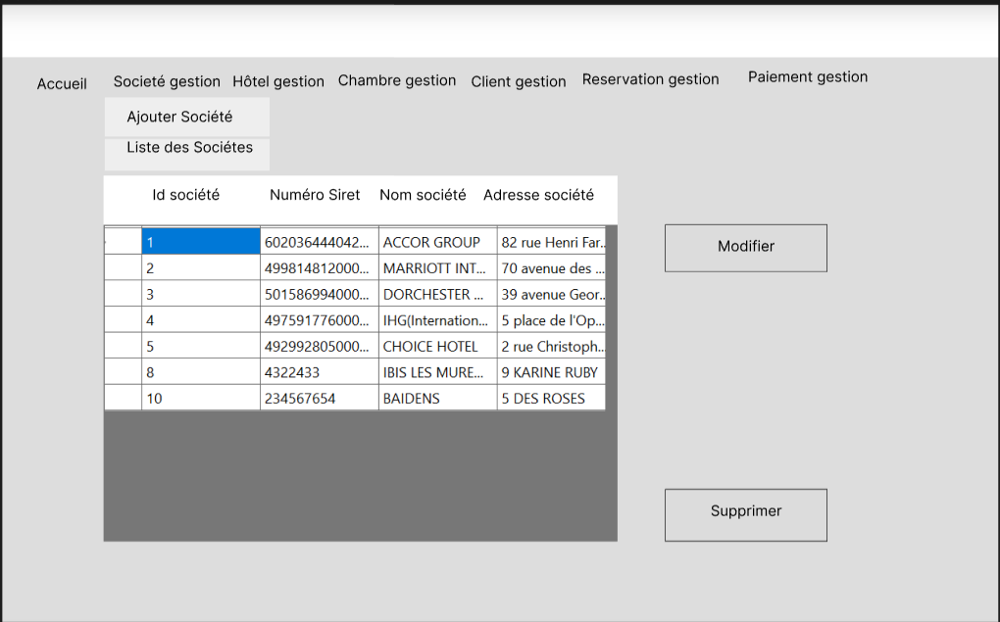 Accueil Societé gestion Hôtel gestion Chambre gestion Client gestion Reservation gestion Paiement gestion
Ajouter Société
Liste des Sociétes
Id société Numéro Siret Nom société Adresse société
1 602036444042... ACCOR GROUP 82 rue Henri Far...
2 499814812000... MARRIOTT INT... 70 avenue des ...
3 501586994000... DORCHESTER ... 39 avenue Geor...
4 497591776000... IHG(Internation... 5 place de l'Op...
5 492992805000... CHOICE HOTEL 2 rue Christoph...
8 4322433 IBIS LES MURE... 9 KARINE RUBY
10 234567654 BAIDENS 5 DES ROSES
Modifier
Supprimer